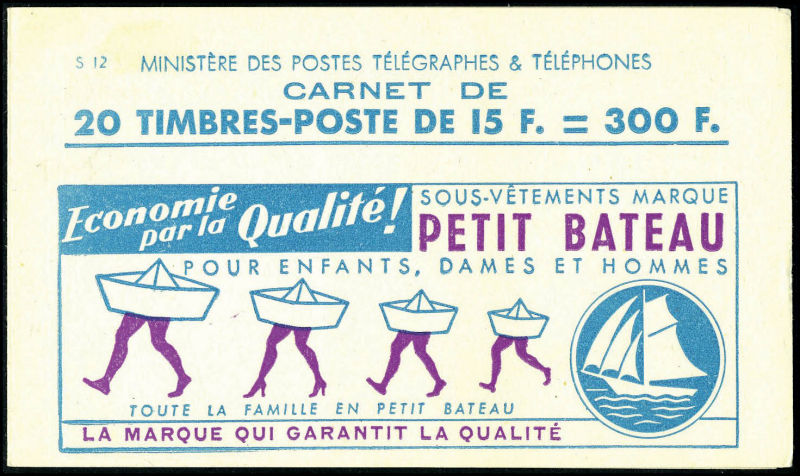 S 12 MINISTÈRE DES POSTES TÉLÉGRAPHES & TÉLÉPHONES
CARNET DE
20 TIMBRES-POSTE DE 15 F. = 300 F.
Economie
par la Qualité!
SOUS-VÊTEMENTS MARQUE
PETIT BATEAU
POUR ENFANTS, DAMES ET HOMMES
TOUTE LA FAMILLE EN PETIT BATEAU
LA MARQUE QUI GARANTIT LA QUALITÉ